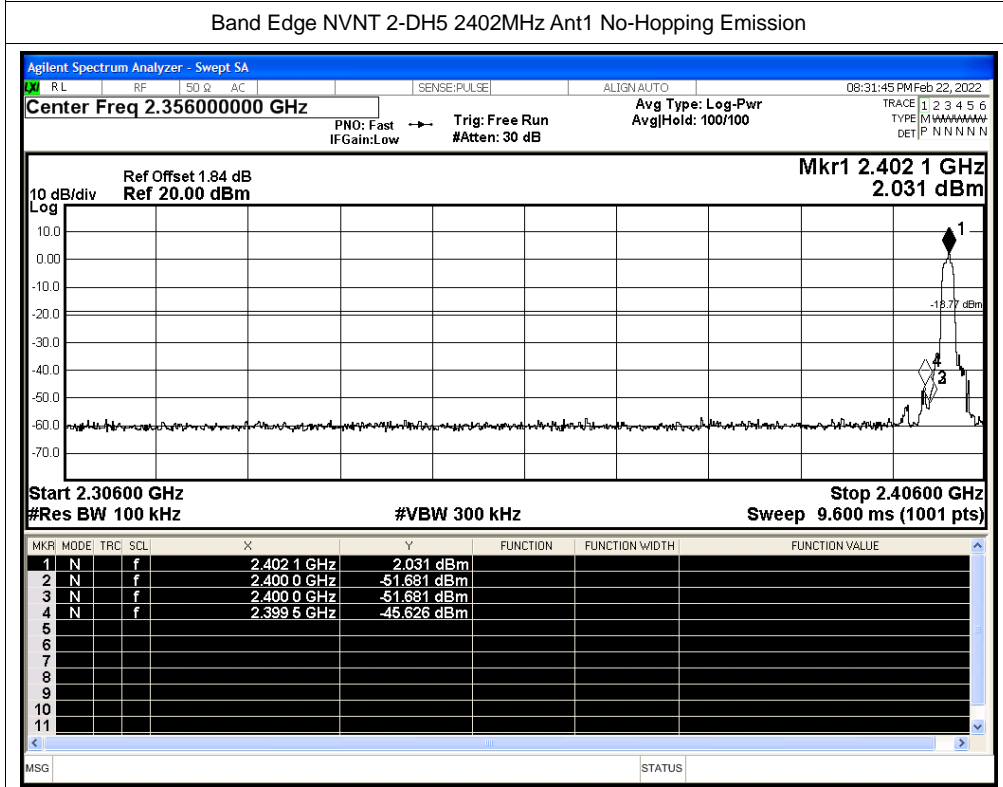 Band Edge NVNT 2-DH5 2402MHz Ant1 No-Hopping Emission
Agilent Spectrum Analyzer - Swept SA
LXI RL RF 50 Ω AC SENSE:PULSE ALIGN AUTO 08:31:45 PM Feb 22, 2022
Center Freq 2.356000000 GHz
PNO: Fast
IFGain:Low
Trig: Free Run
#Atten: 30 dB
Avg Type: Log-Pwr
Avg|Hold: 100/100
TRACE 1 2 3 4 5 6
TYPE M WWWWW
DET P N N N N N
Ref Offset 1.84 dB
10 dB/div Ref 20.00 dBm
Log
Mkr1 2.402 1 GHz
2.031 dBm
10.0
0.00
-10.0
-20.0
-30.0
-40.0
-50.0
-60.0
-70.0
1
-18.77 dBm
4
3
Start 2.30600 GHz Stop 2.40600 GHz
#Res BW 100 kHz #VBW 300 kHz Sweep 9.600 ms (1001 pts)
MKR MODE TRC SCL X Y FUNCTION FUNCTION WIDTH FUNCTION VALUE
1 N f 2.402 1 GHz 2.031 dBm
2 N f 2.400 0 GHz -51.681 dBm
3 N f 2.400 0 GHz -51.681 dBm
4 N f 2.399 5 GHz -45.626 dBm
5
6
7
8
9
10
11
MSG STATUS